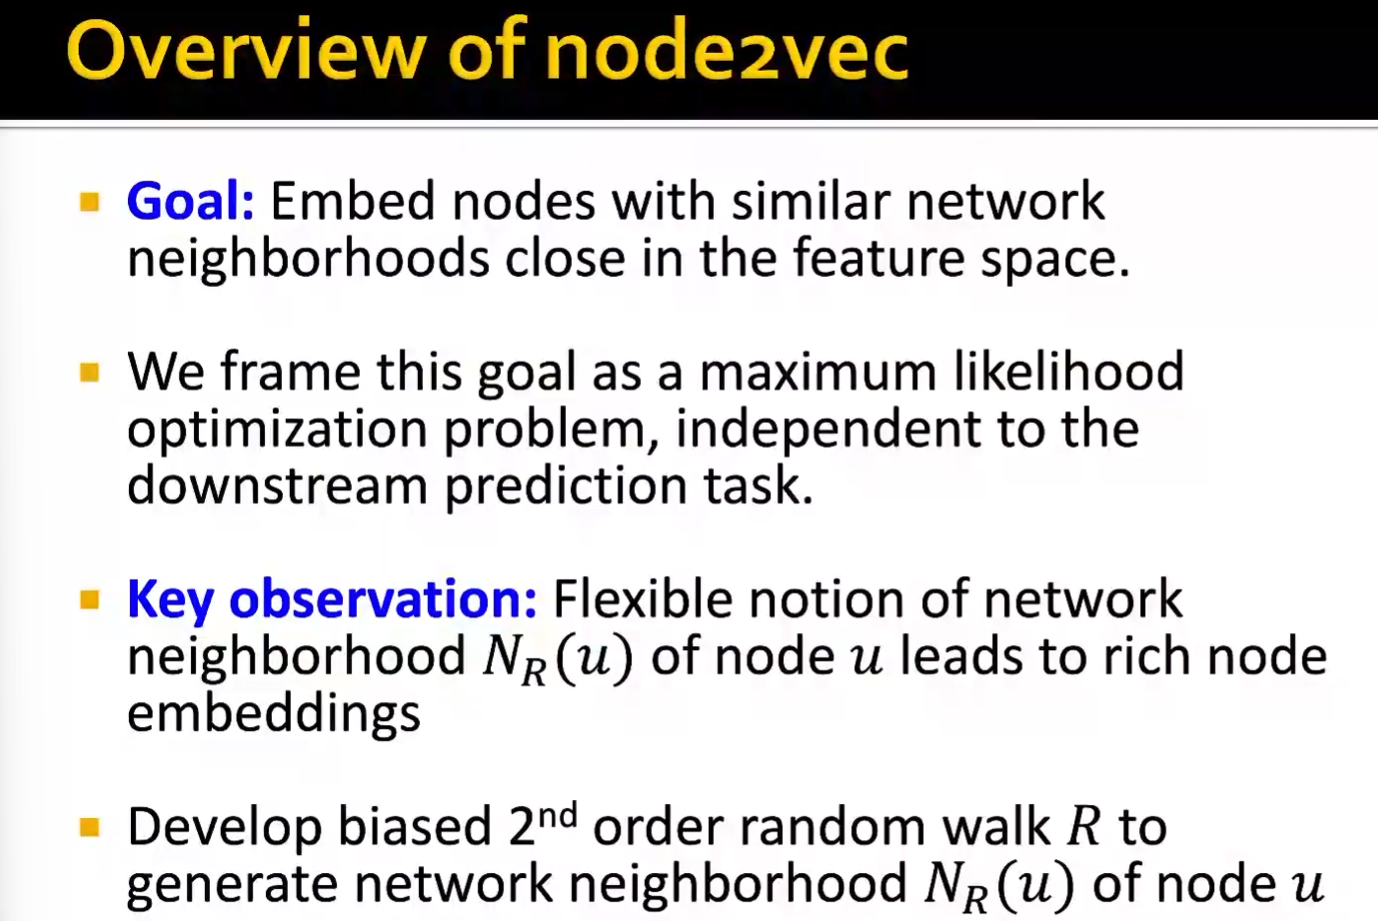 Overview of node2vec
Goal: Embed nodes with similar network
neighborhoods close in the feature space.
We frame this goal as a maximum likelihood
optimization problem, independent to the
downstream prediction task.
Key observation: Flexible notion of network
neighborhood N_R(u) of node u leads to rich node
embeddings
Develop biased 2nd order random walk R to
generate network neighborhood N_R(u) of node u